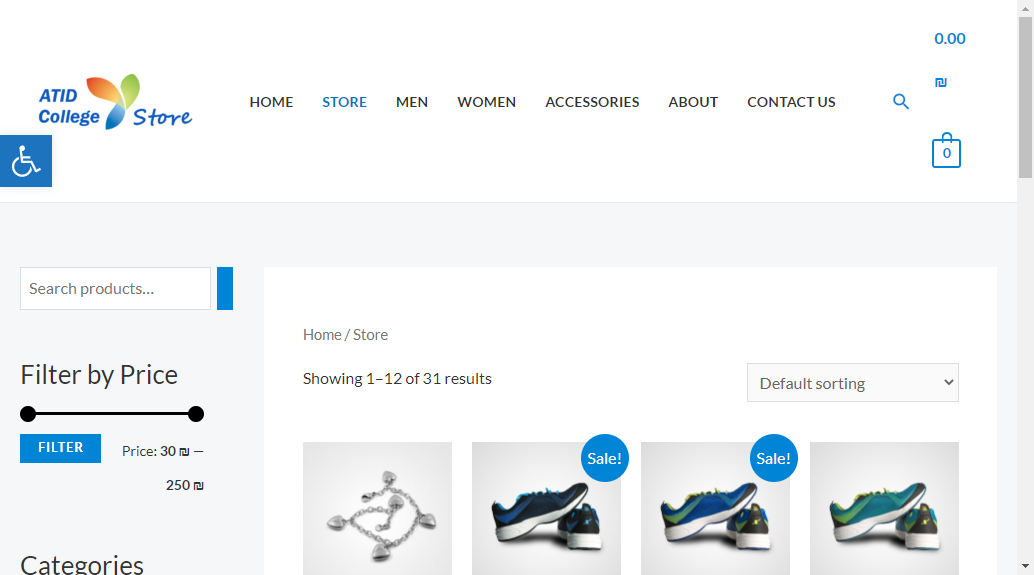 0.00
₪
ATID
College Store
HOME STORE MEN WOMEN ACCESSORIES ABOUT CONTACT US
0
Search products…
Home / Store
Filter by Price
Showing 1–12 of 31 results
Default sorting
FILTER
Price: 30 ₪ —
250 ₪
Sale!
Sale!
Categories